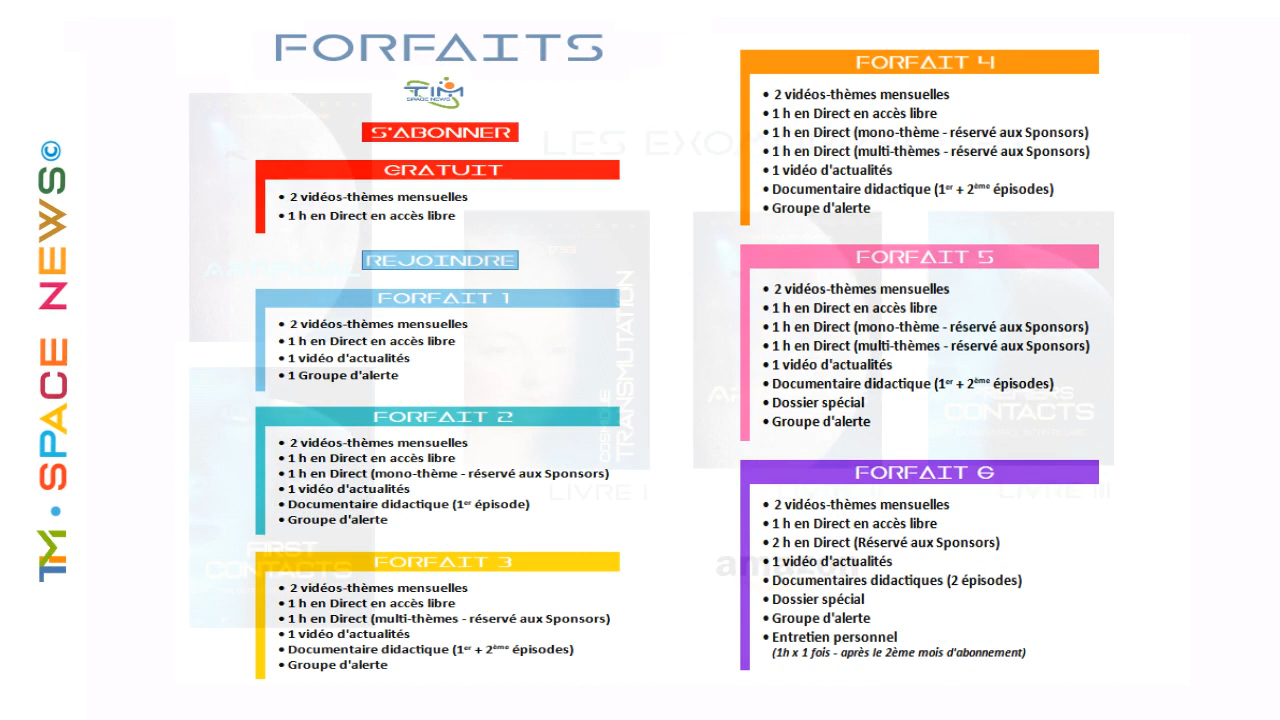 TM • SPACE NEWS©
FORFAITS
TIM
SPACE NEWS
S'ABONNER
GRATUIT
• 2 vidéos-thèmes mensuelles
• 1 h en Direct en accès libre
REJOINDRE
FORFAIT 1
• 2 vidéos-thèmes mensuelles
• 1 h en Direct en accès libre
• 1 vidéo d'actualités
• 1 Groupe d'alerte
FORFAIT 2
• 2 vidéos-thèmes mensuelles
• 1 h en Direct en accès libre
• 1 h en Direct (mono-thème - réservé aux Sponsors)
• 1 vidéo d'actualités
• Documentaire didactique (1er épisode)
• Groupe d'alerte
FORFAIT 3
• 2 vidéos-thèmes mensuelles
• 1 h en Direct en accès libre
• 1 h en Direct (multi-thèmes - réservé aux Sponsors)
• 1 vidéo d'actualités
• Documentaire didactique (1er + 2ème épisodes)
• Groupe d'alerte
FORFAIT 4
• 2 vidéos-thèmes mensuelles
• 1 h en Direct en accès libre
• 1 h en Direct (mono-thème - réservé aux Sponsors)
• 1 h en Direct (multi-thèmes - réservé aux Sponsors)
• 1 vidéo d'actualités
• Documentaire didactique (1er + 2ème épisodes)
• Groupe d'alerte
FORFAIT 5
• 2 vidéos-thèmes mensuelles
• 1 h en Direct en accès libre
• 1 h en Direct (mono-thème - réservé aux Sponsors)
• 1 h en Direct (multi-thèmes - réservé aux Sponsors)
• 1 vidéo d'actualités
• Documentaire didactique (1er + 2ème épisodes)
• Dossier spécial
• Groupe d'alerte
FORFAIT 6
• 2 vidéos-thèmes mensuelles
• 1 h en Direct en accès libre
• 2 h en Direct (Réservé aux Sponsors)
• 1 vidéo d'actualités
• Documentaires didactiques (2 épisodes)
• Dossier spécial
• Groupe d'alerte
• Entretien personnel
(1h x 1 fois - après le 2ème mois d'abonnement)
LES
COSMIQUE
TRANSMUTATION
LIVRE I
CONTACTS
LIVRE III
FIRST
CONTACTS